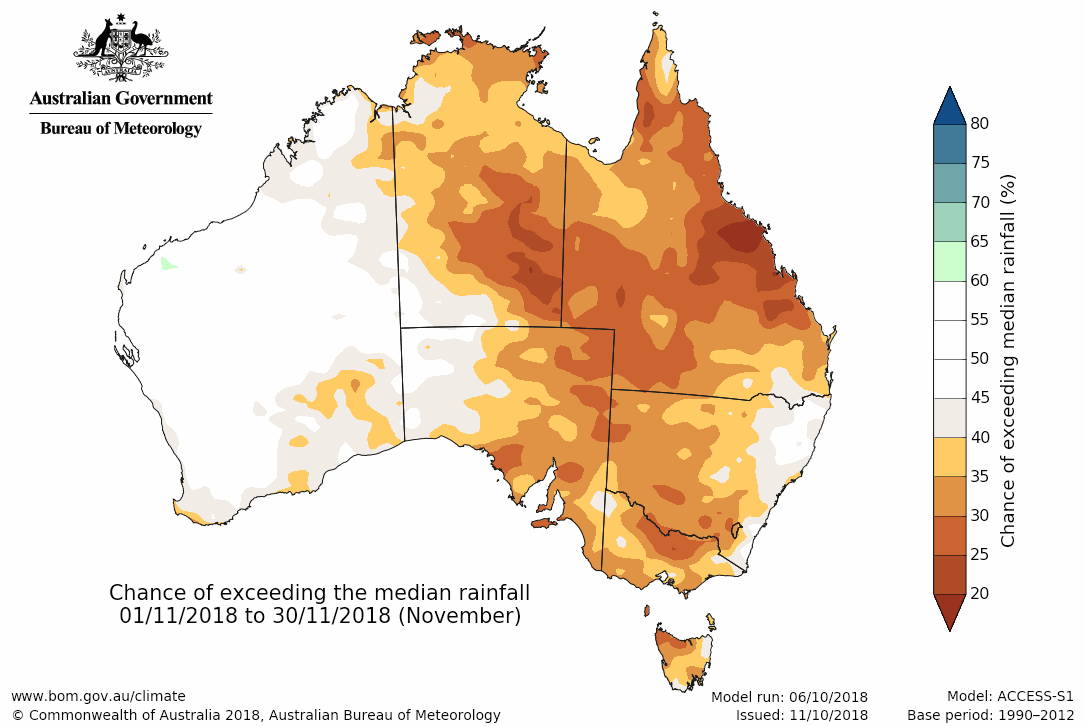 Australian Government
Bureau of Meteorology
80
75
70
65
60
55
50
45
40
35
30
25
20
Chance of exceeding median rainfall (%)
Chance of exceeding the median rainfall
01/11/2018 to 30/11/2018 (November)
www.bom.gov.au/climate
© Commonwealth of Australia 2018, Australian Bureau of Meteorology
Model run: 06/10/2018
Issued: 11/10/2018
Model: ACCESS-S1
Base period: 1990–2012